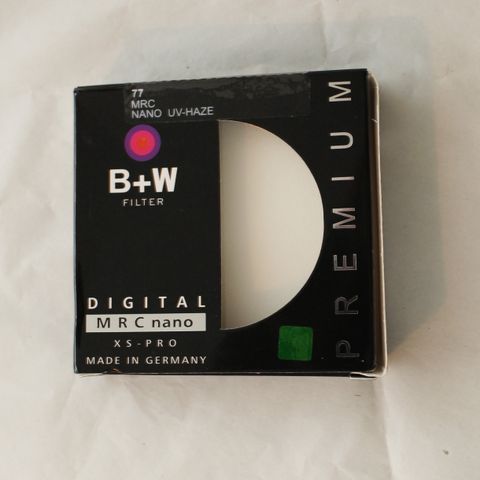 77
MRC
NANO UV-HAZE
B+W
FILTER
DIGITAL
MRC nano
XS-PRO
MADE IN GERMANY
PREMIUM